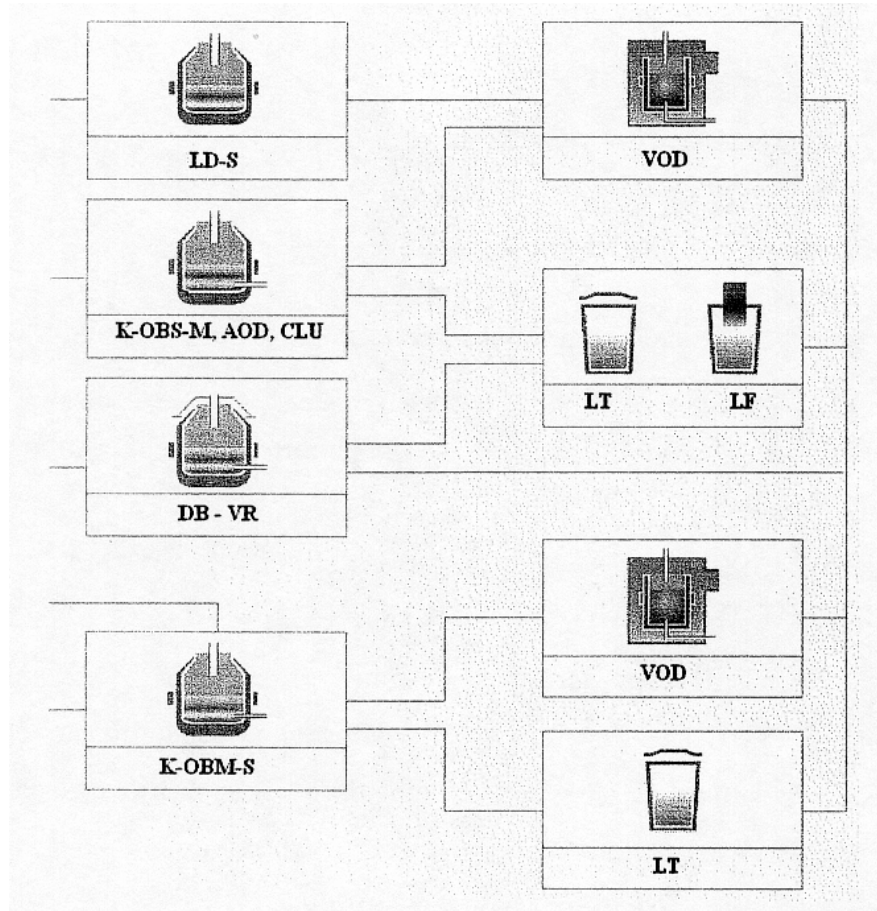 LD-S
VOD
K-OBS-M, AOD, CLU
LT
LF
DB - VR
VOD
K-OBM-S
LT